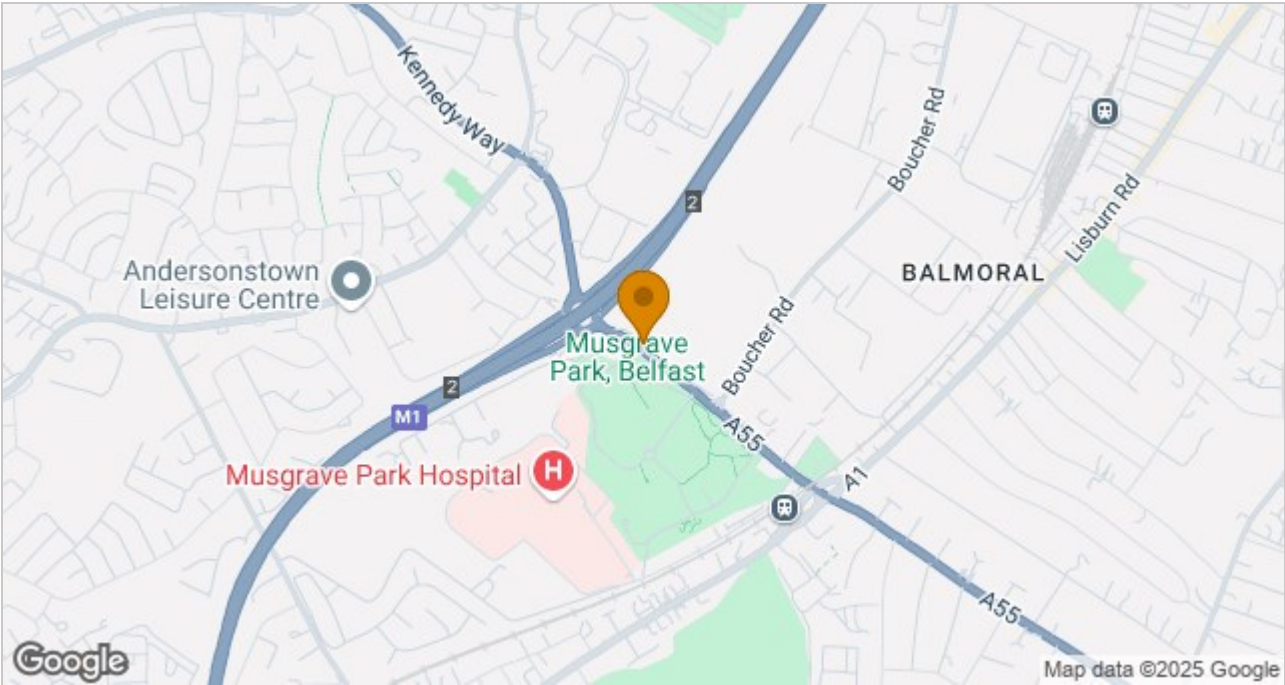 Kennedy Way
Boucher Rd
2
Lisburn Rd
Andersonstown
Leisure Centre
BALMORAL
Musgrave
Park, Belfast
Boucher Rd
2
M1
A55
Musgrave Park Hospital
H
A1
A55
Google
Map data ©2025 Google